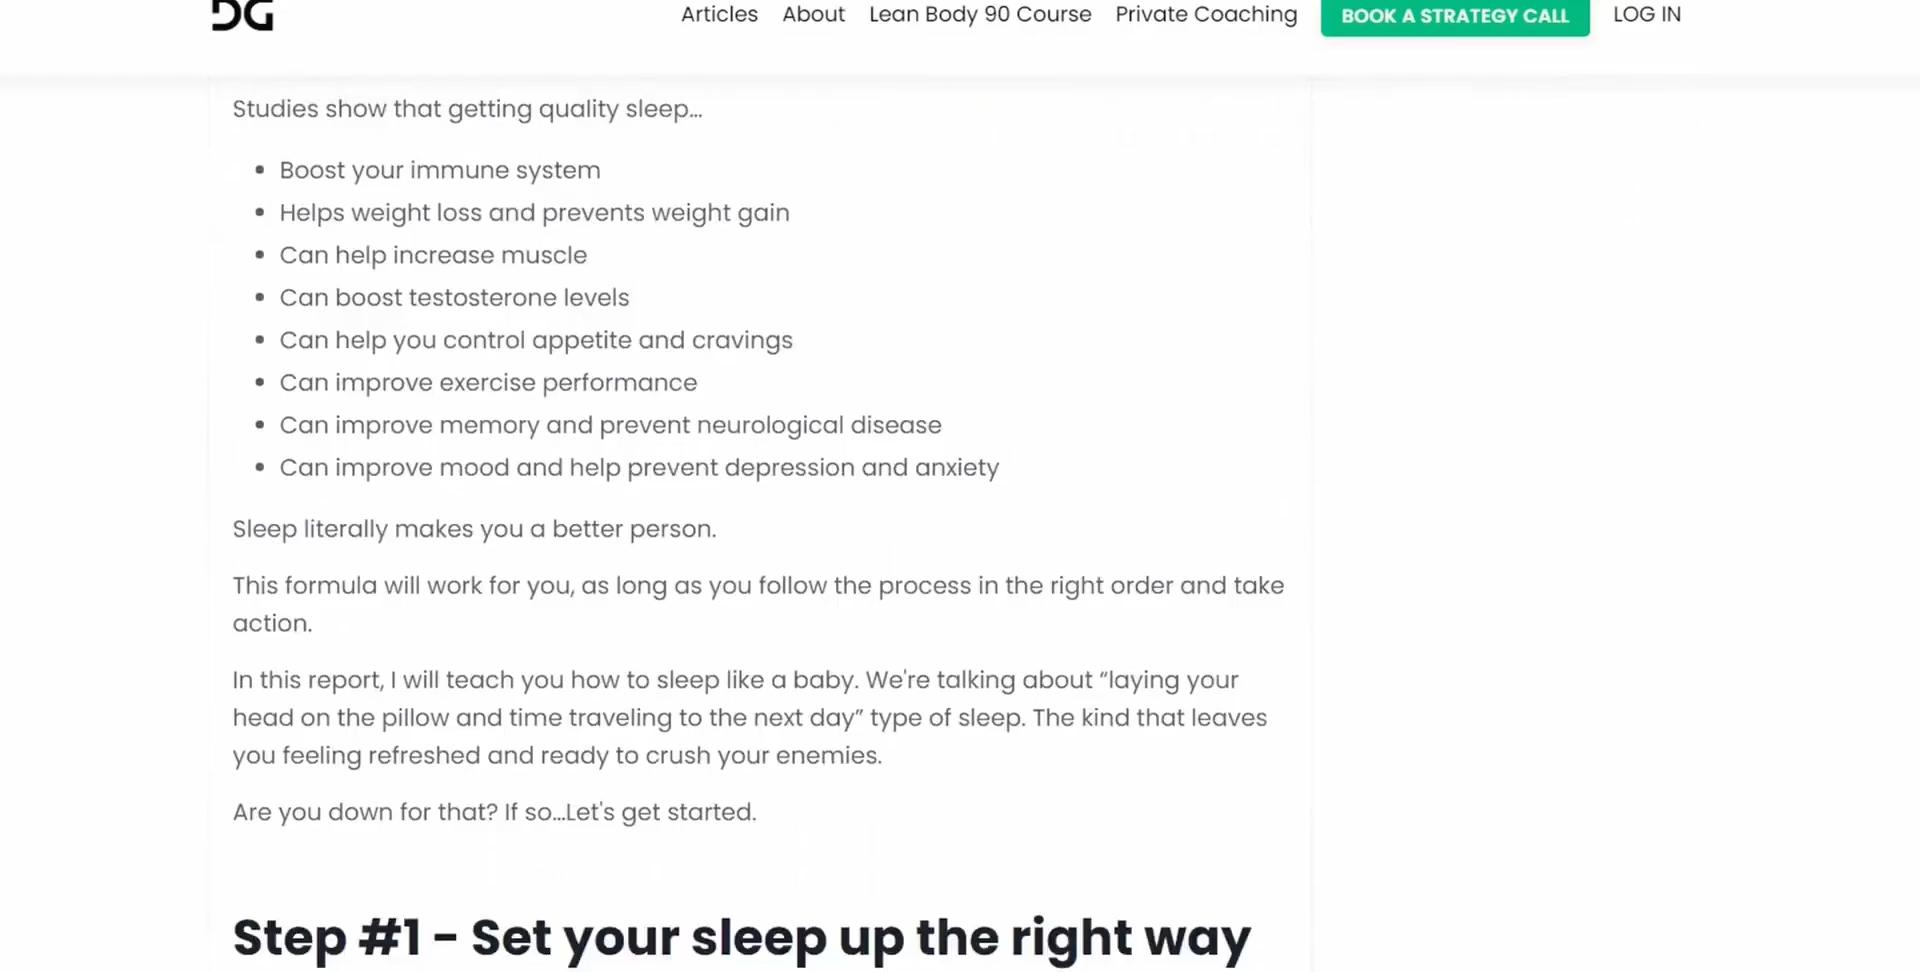 DG
Articles About Lean Body 90 Course Private Coaching BOOK A STRATEGY CALL LOG IN
Studies show that getting quality sleep…
• Boost your immune system
• Helps weight loss and prevents weight gain
• Can help increase muscle
• Can boost testosterone levels
• Can help you control appetite and cravings
• Can improve exercise performance
• Can improve memory and prevent neurological disease
• Can improve mood and help prevent depression and anxiety
Sleep literally makes you a better person.
This formula will work for you, as long as you follow the process in the right order and take
action.
In this report, I will teach you how to sleep like a baby. We're talking about “laying your
head on the pillow and time traveling to the next day” type of sleep. The kind that leaves
you feeling refreshed and ready to crush your enemies.
Are you down for that? If so…Let's get started.
Step #1 - Set your sleep up the right way